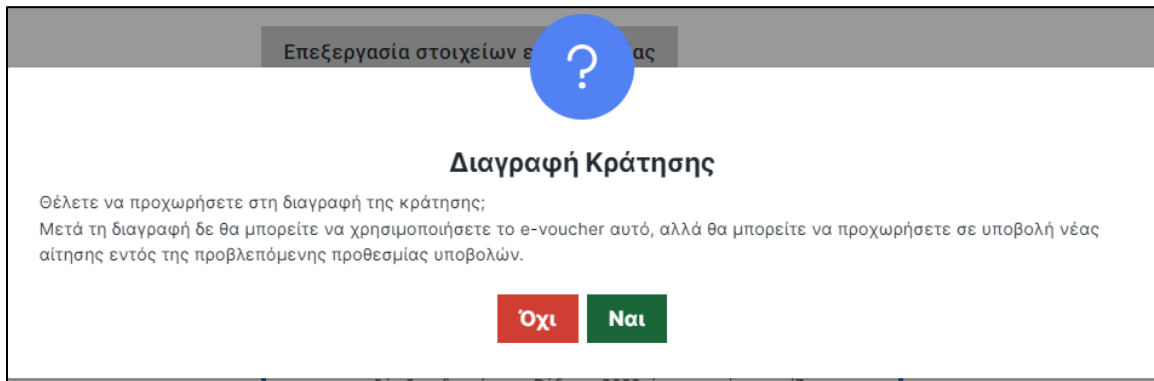 Επεξεργασία στοιχείων ε
ας
Διαγραφή Κράτησης
Θέλετε να προχωρήσετε στη διαγραφή της κράτησης;
Μετά τη διαγραφή δε θα μπορείτε να χρησιμοποιήσετε το e-voucher αυτό, αλλά θα μπορείτε να προχωρήσετε σε υποβολή νέας
αίτησης εντός της προβλεπόμενης προθεσμίας υποβολών.
Όχι Ναι